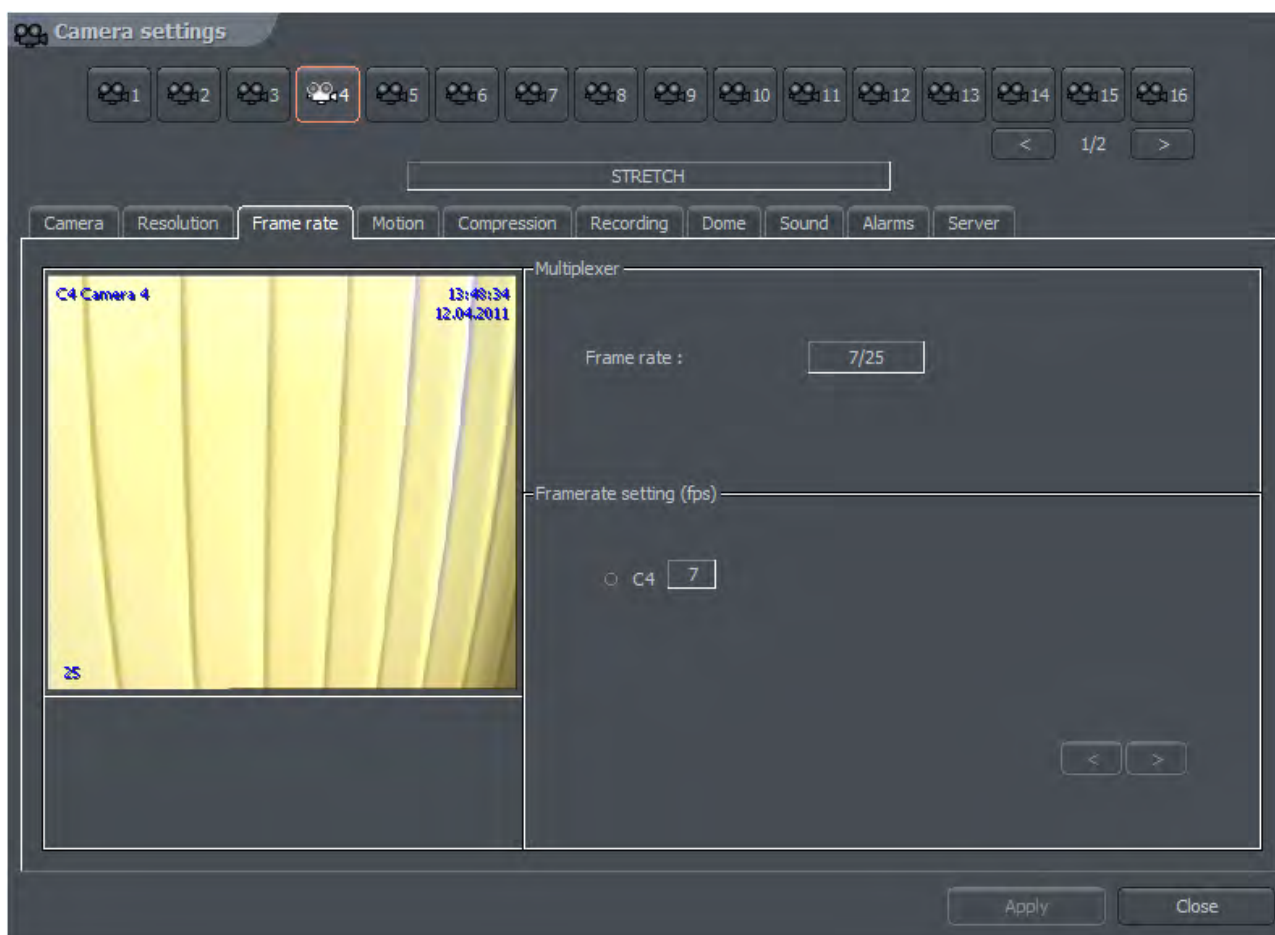 Camera settings
1 2 3 4 5 6 7 8 9 10 11 12 13 14 15 16
< 1/2 >
STRETCH
Camera Resolution Frame rate Motion Compression Recording Dome Sound Alarms Server
C4 Camera 4 13:48:34
12.04.2011
25
Multiplexer
Frame rate : 7/25
Framerate setting (fps)
C4 7
< >
Apply Close